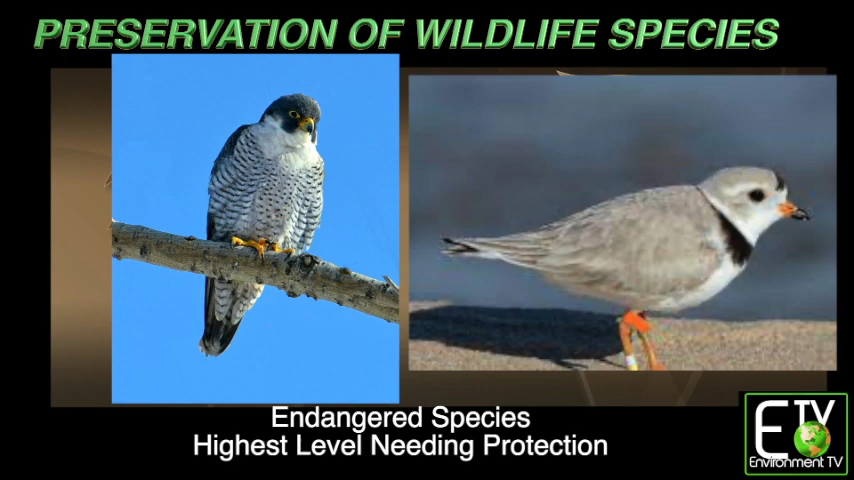 PRESERVATION OF WILDLIFE SPECIES
Endangered Species
Highest Level Needing Protection
ETV
Environment TV